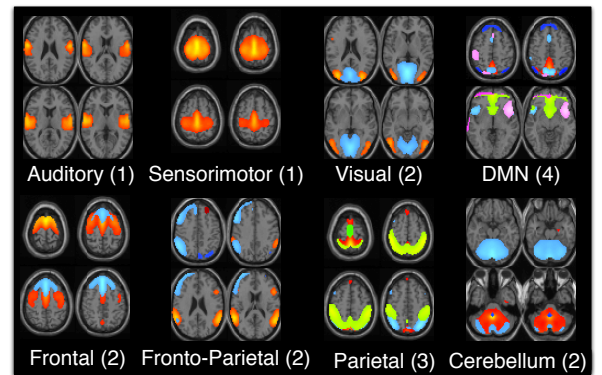 Auditory (1) Sensorimotor (1) Visual (2) DMN (4)
Frontal (2) Fronto-Parietal (2) Parietal (3) Cerebellum (2)